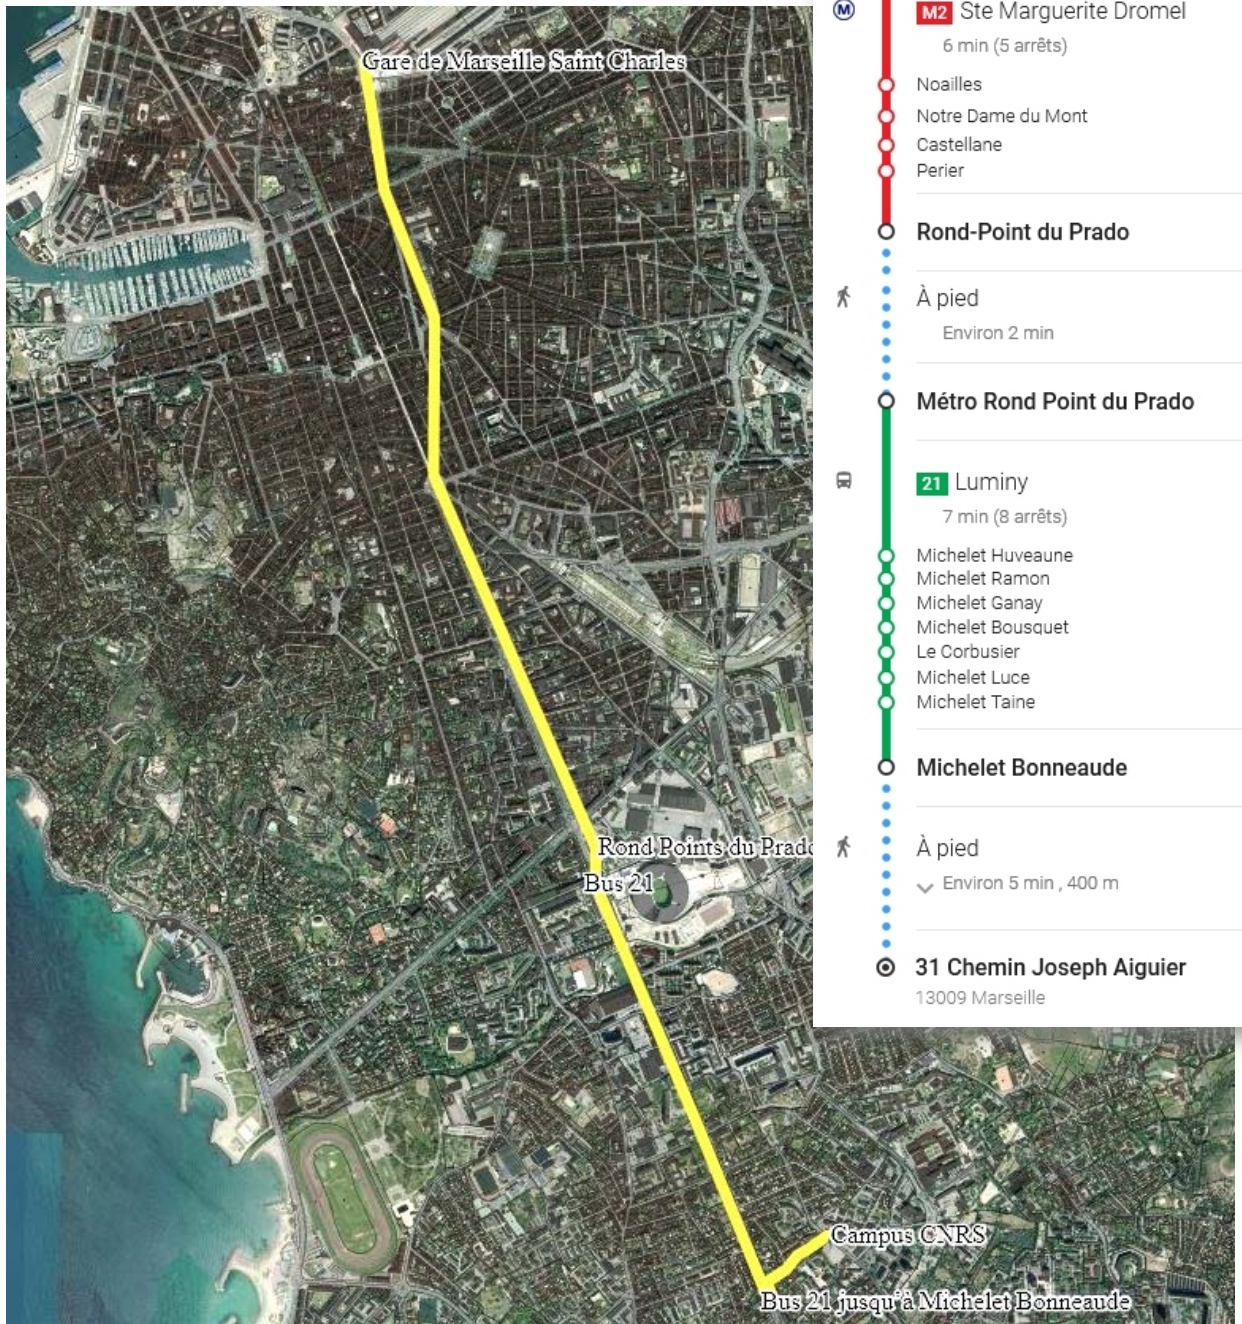 Gare de Marseille Saint Charles
Rond Points du Prado
Bus 21
Campus CNRS
Bus 21 jusqu'à Michelet Bonneaude
M
M2 Ste Marguerite Dromel
6 min (5 arrêts)
Noailles
Notre Dame du Mont
Castellane
Perier
Rond-Point du Prado
À pied
Environ 2 min
Métro Rond Point du Prado
21 Luminy
7 min (8 arrêts)
Michelet Huveaune
Michelet Ramon
Michelet Ganay
Michelet Bousquet
Le Corbusier
Michelet Luce
Michelet Taine
Michelet Bonneaude
À pied
Environ 5 min , 400 m
31 Chemin Joseph Aiguier
13009 Marseille